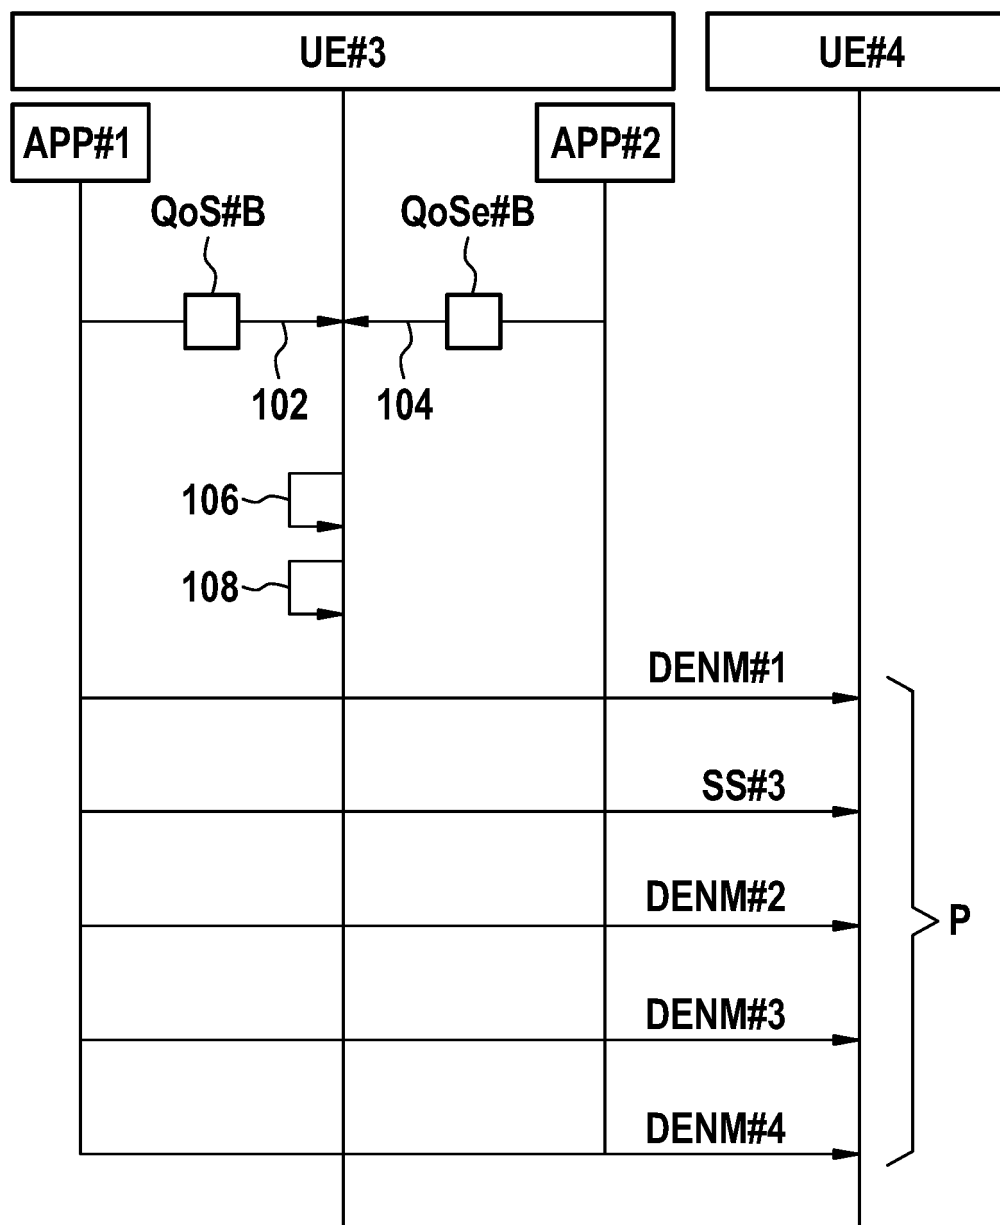 UE#3
UE#4
APP#1
APP#2
QoS#B
QoSe#B
102
104
106
108
DENM#1
SS#3
DENM#2
P
DENM#3
DENM#4